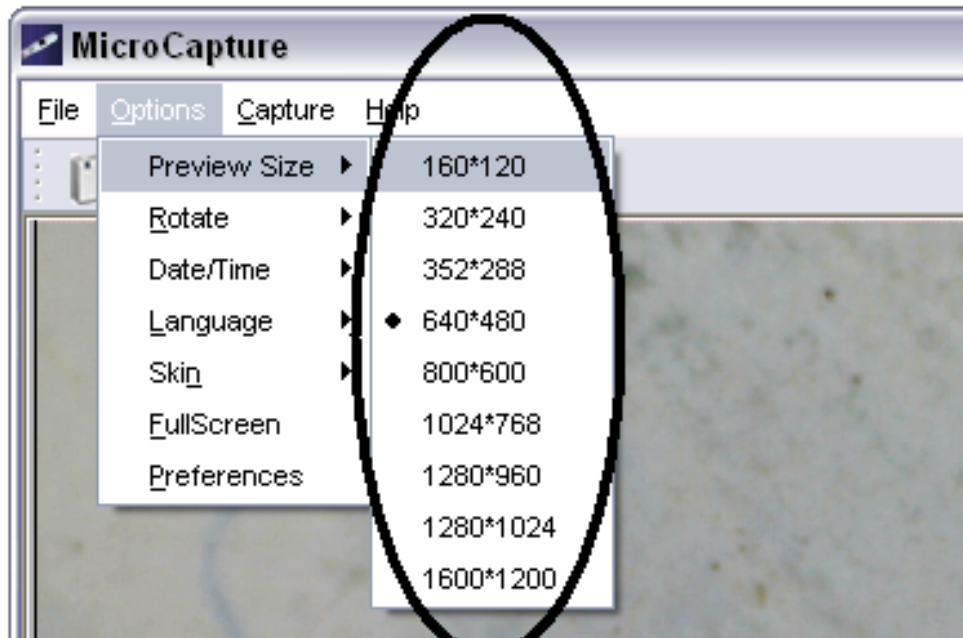 MicroCapture
File Options Capture Help
Preview Size
Rotate
Date/Time
Language
Skin
FullScreen
Preferences
160*120
320*240
352*288
640*480
800*600
1024*768
1280*960
1280*1024
1600*1200